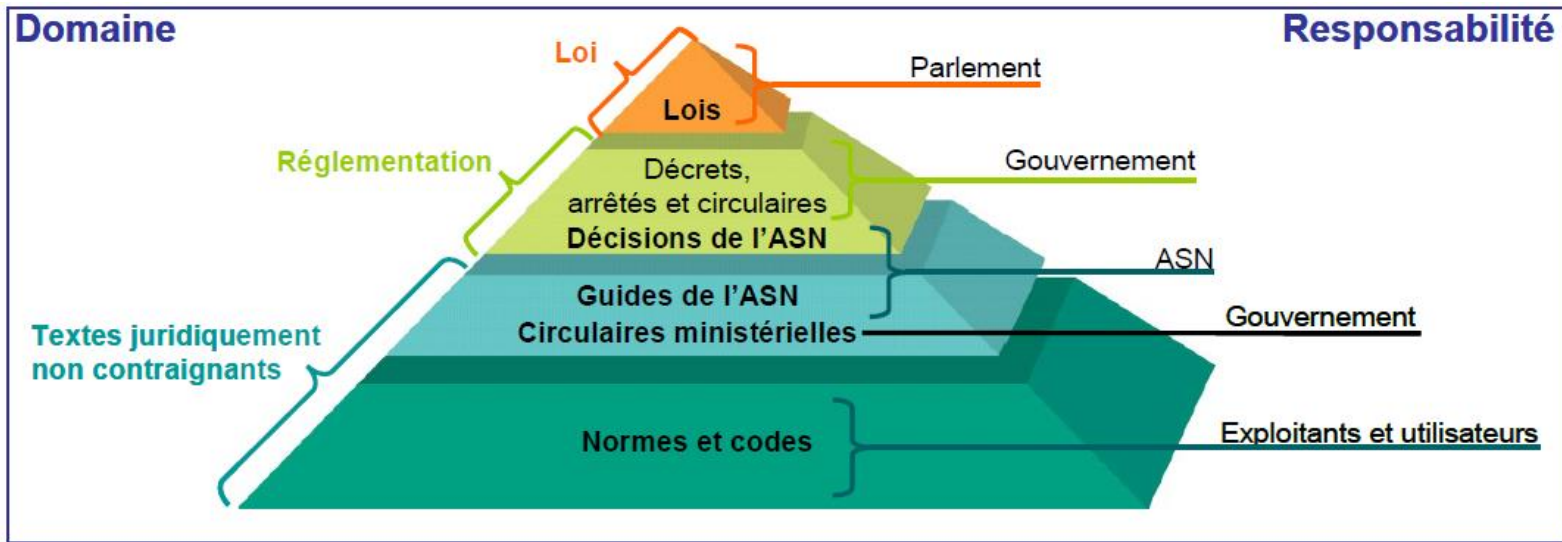 Domaine
Responsabilité
Loi
Parlement
Lois
Réglementation
Gouvernement
Décrets,
arrêtés et circulaires
Décisions de l'ASN
ASN
Guides de l'ASN
Gouvernement
Circulaires ministérielles
Textes juridiquement
non contraignants
Normes et codes
Exploitants et utilisateurs